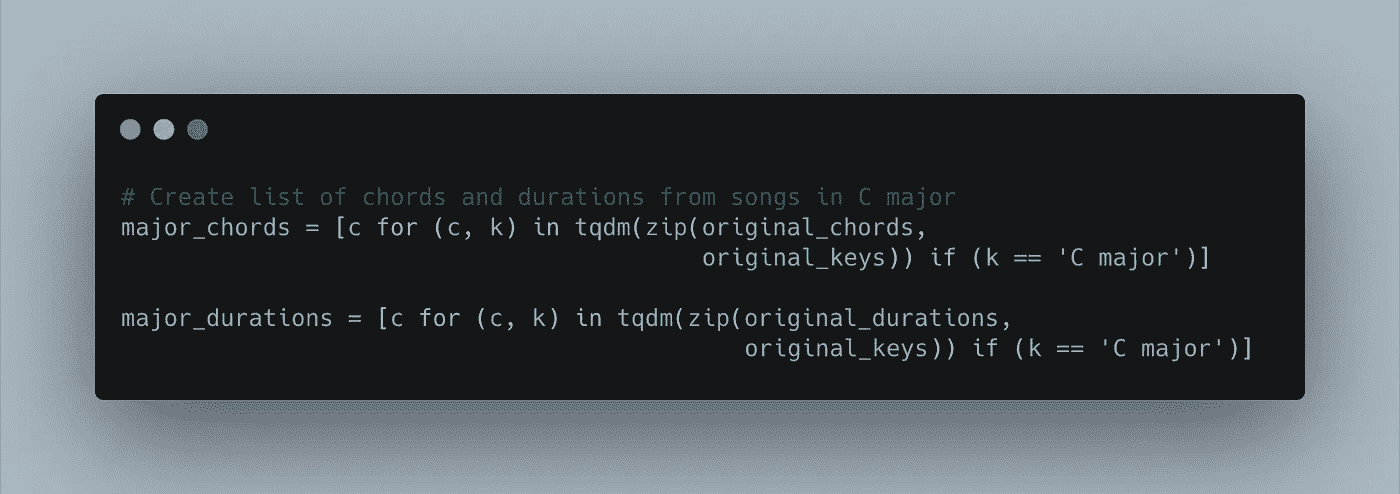 # Create list of chords and durations from songs in C major
major_chords = [c for (c, k) in tqdm(zip(original_chords,
original_keys)) if (k == 'C major')]
major_durations = [c for (c, k) in tqdm(zip(original_durations,
original_keys)) if (k == 'C major')]